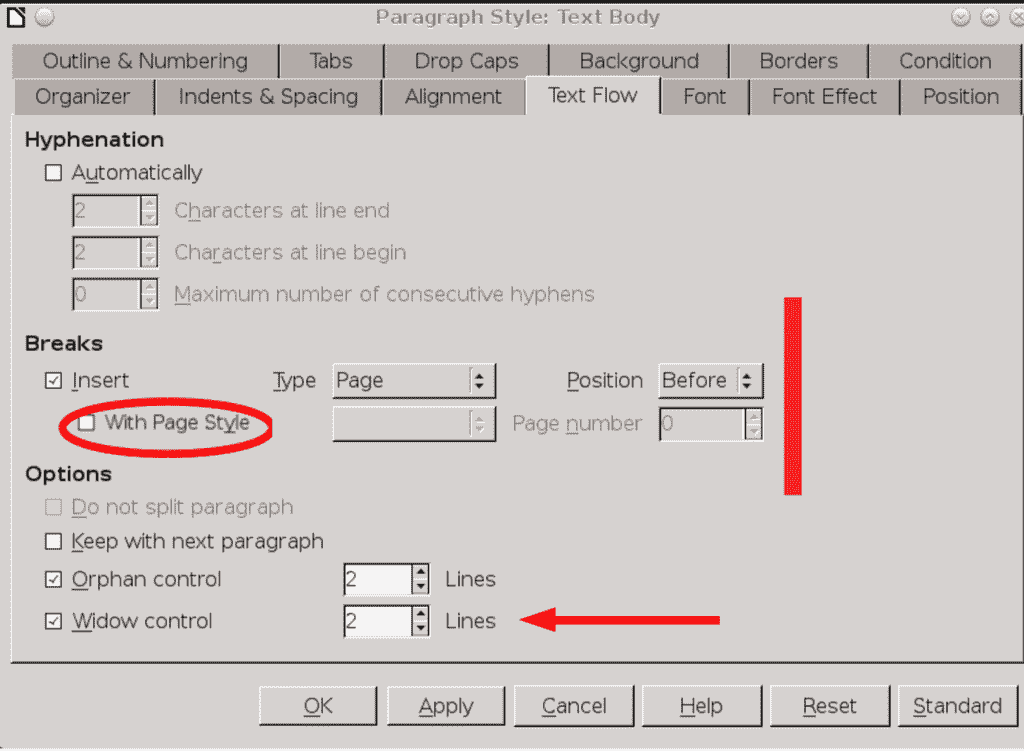 Paragraph Style: Text Body
Outline & Numbering Tabs Drop Caps Background Borders Condition
Organizer Indents & Spacing Alignment Text Flow Font Font Effect Position
Hyphenation
Automatically
2 Characters at line end
2 Characters at line begin
0 Maximum number of consecutive hyphens
Breaks
Insert Type Page Position Before
With Page Style Page number 0
Options
Do not split paragraph
Keep with next paragraph
Orphan control 2 Lines
Widow control 2 Lines
OK Apply Cancel Help Reset Standard